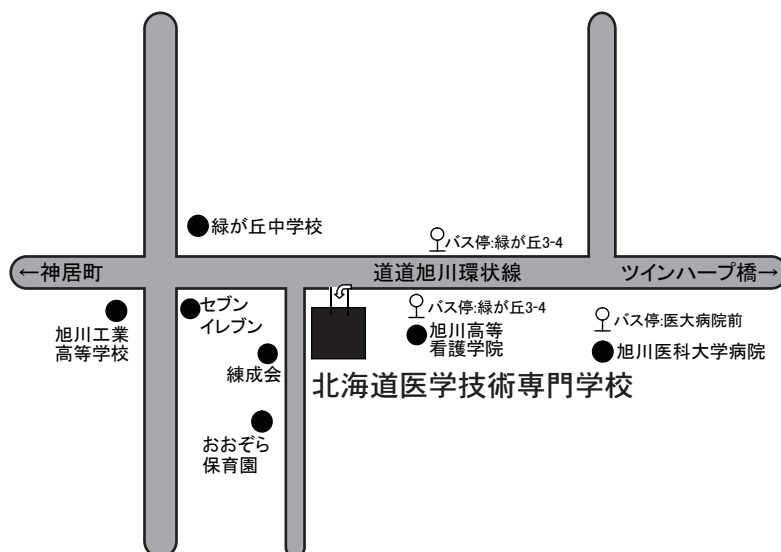 緑が丘中学校
バス停:緑が丘3-4
←神居町
道道旭川環状線
ツインハープ橋→
セブン
イレブン
バス停:緑が丘3-4
旭川工業
高等学校
旭川高等
看護学院
バス停:医大病院前
旭川医科大学病院
練成会
北海道医学技術専門学校
おおぞら
保育園